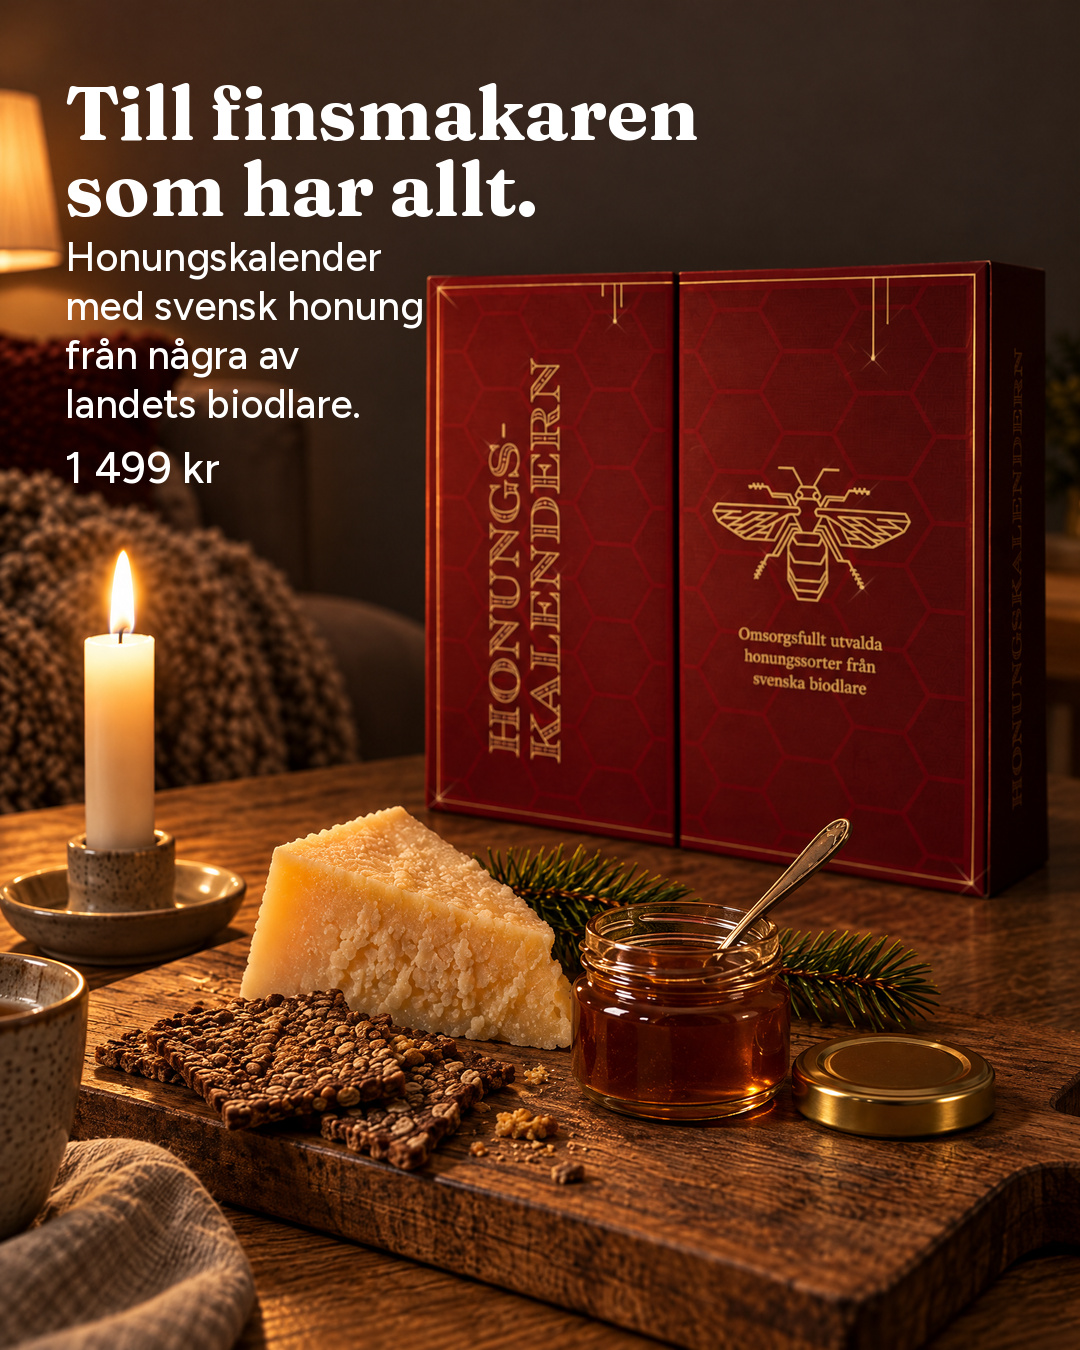 Till finsmakaren
som har allt.
Honungskalender
med svensk honung
från några av
landets biodlare.
1 499 kr
HONUNGS-
KALENDERN
Omsorgsfullt utvalda
honungssorter från
svenska biodlare
HONUNGSKALENDERN